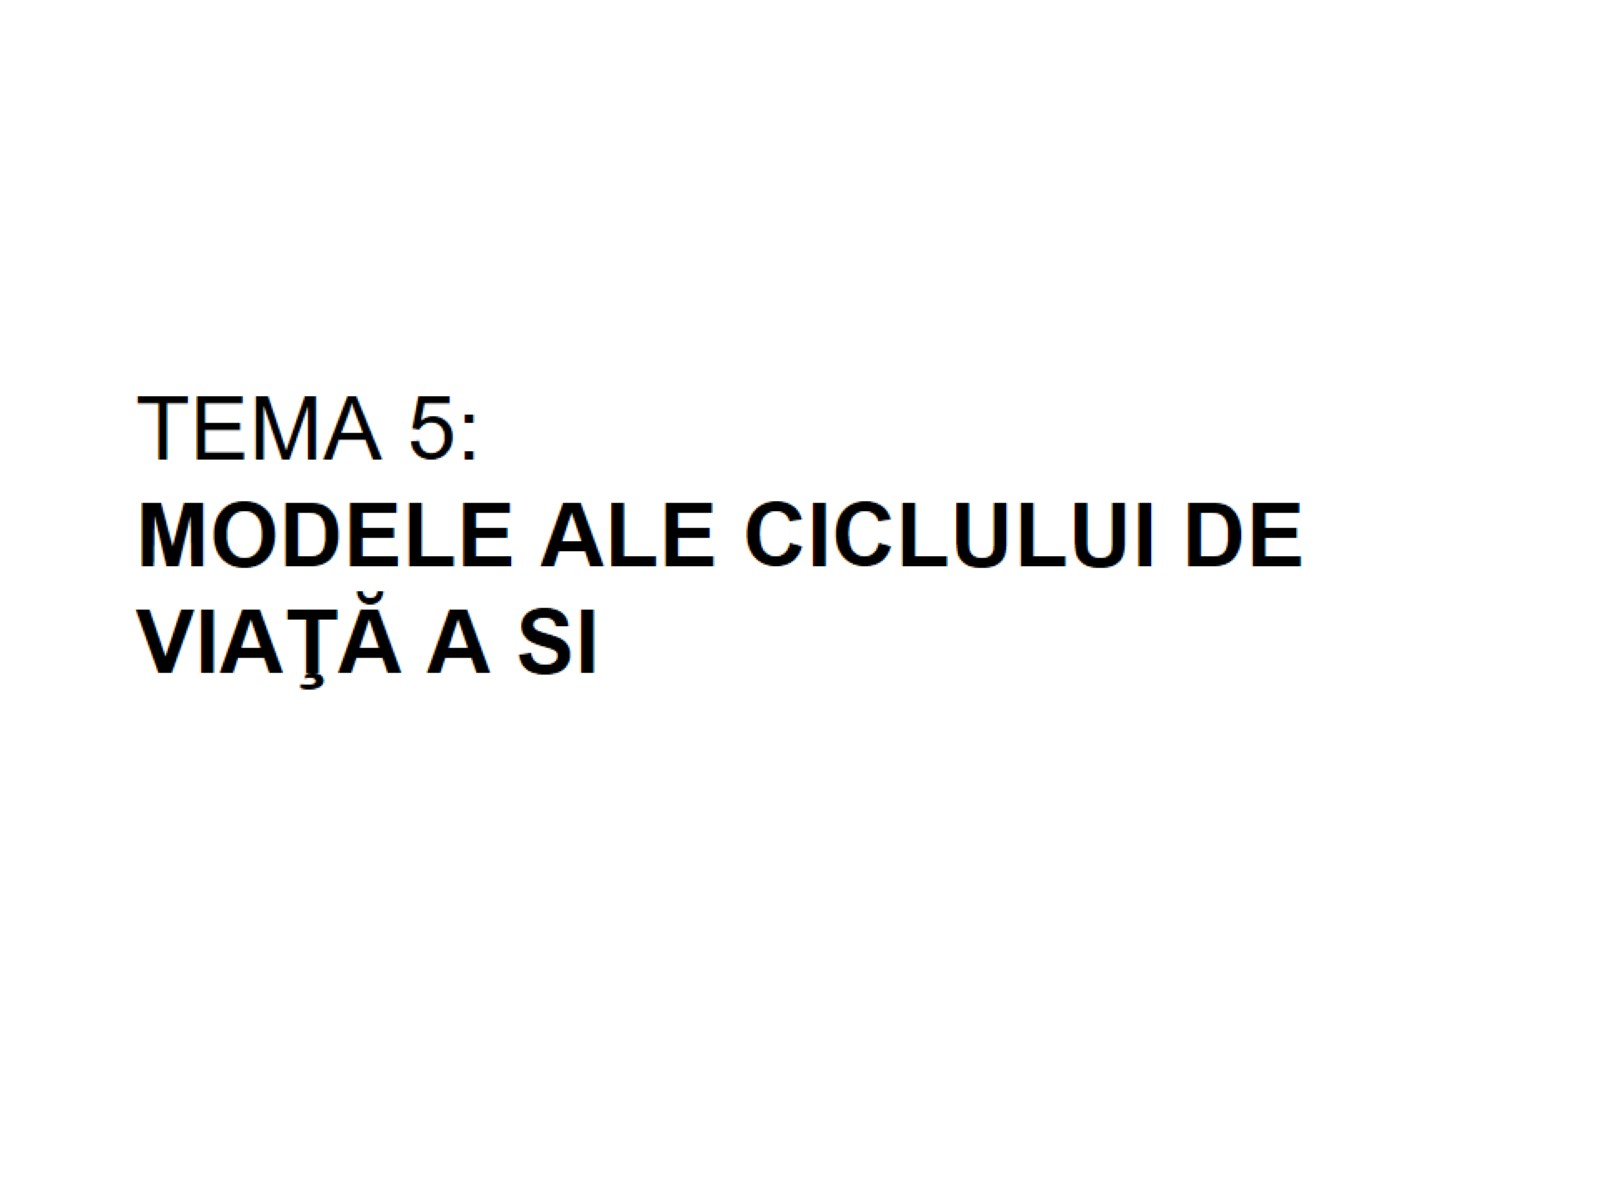 TEMA 5:
MODELE ALE CICLULUI DE
VIAŢĂ A SI